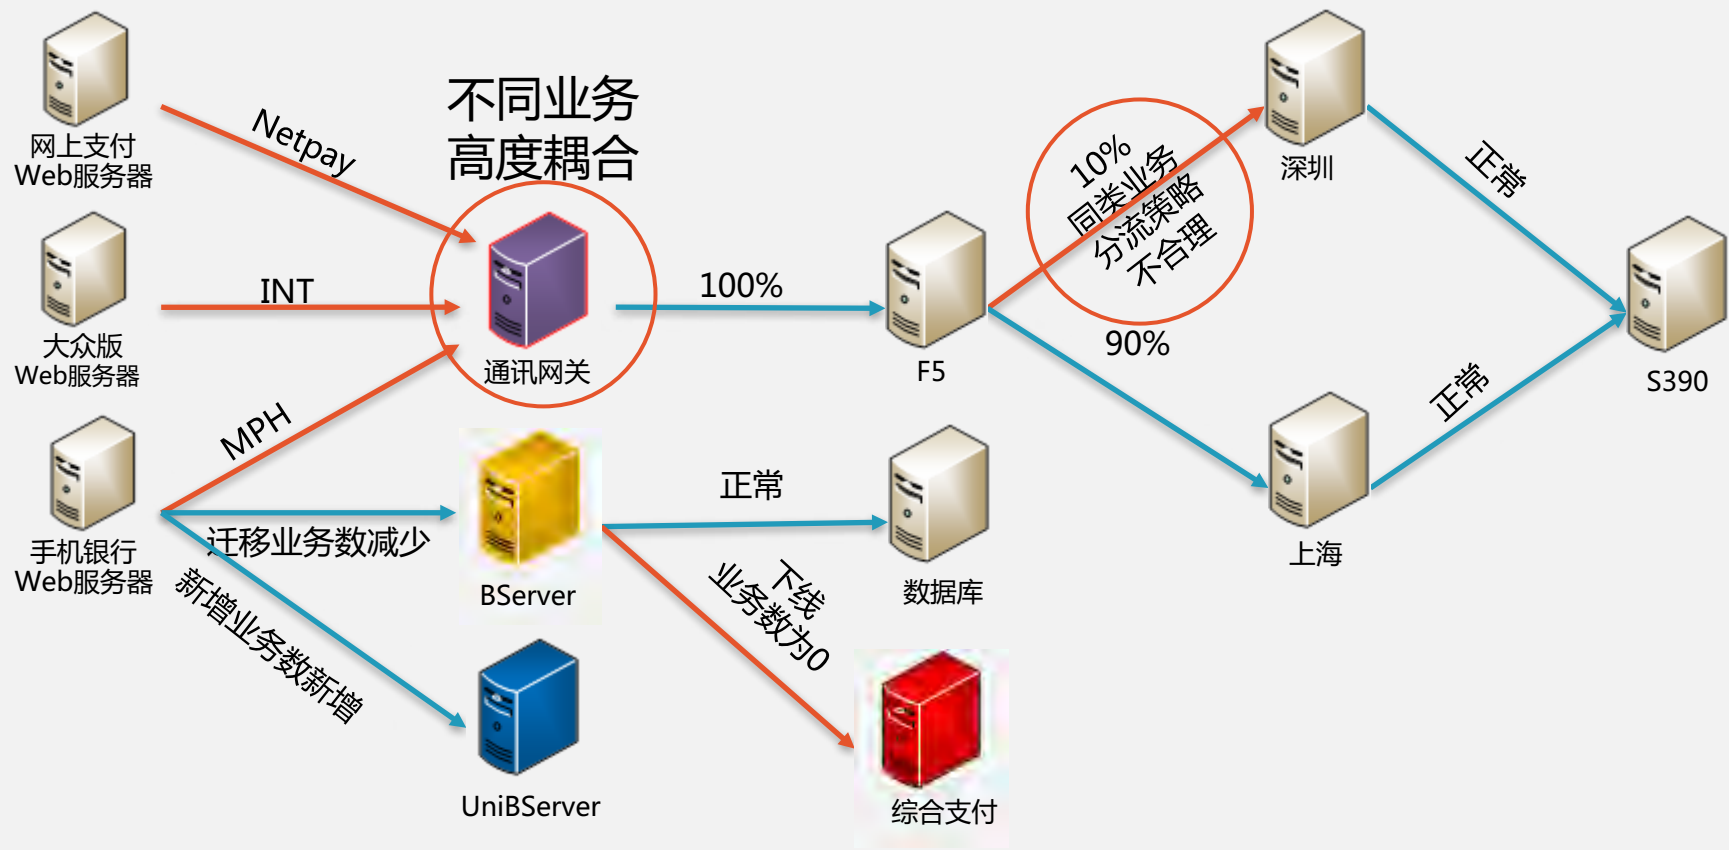 不同业务
高度耦合
网上支付
Web服务器
Netpay
10%
同类业务
分流策略
不合理
深圳
正常
大众版
Web服务器
INT
通讯网关
100%
F5
90%
S390
正常
上海
MPH
手机银行
Web服务器
迁移业务数减少
BServer
正常
数据库
新增业务数新增
下线
业务数为0
UniBServer
综合支付